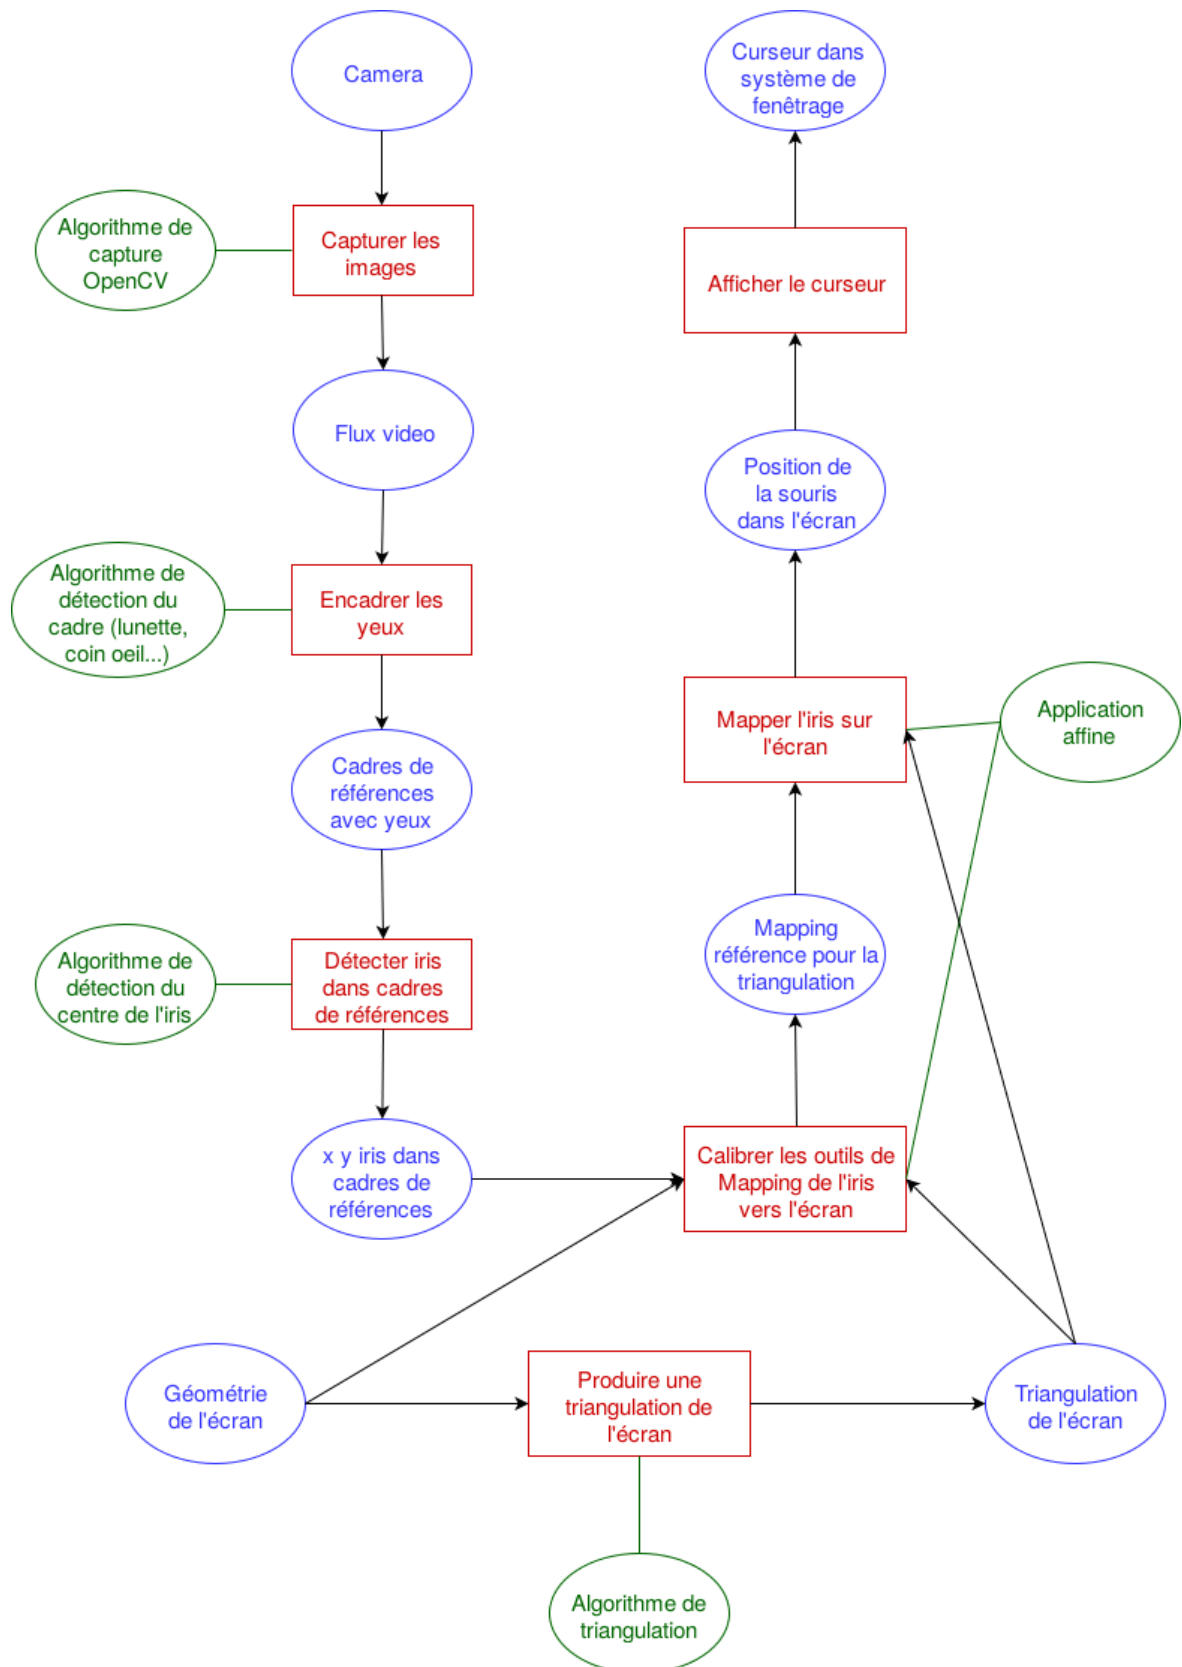 Camera
Curseur dans
système de
fenêtrage
Algorithme de
capture
OpenCV
Capturer les
images
Afficher le curseur
Flux video
Position de
la souris
dans l'écran
Algorithme de
détection du
cadre (lunette,
coin oeil...)
Encadrer les
yeux
Mapper l'iris sur
l'écran
Application
affine
Cadres de
références
avec yeux
Mapping
référence pour la
triangulation
Algorithme de
détection du
centre de l'iris
Détecter iris
dans cadres
de références
x y iris dans
cadres de
références
Calibrer les outils de
Mapping de l'iris
vers l'écran
Géométrie
de l'écran
Produire une
triangulation de
l'écran
Triangulation
de l'écran
Algorithme de
triangulation